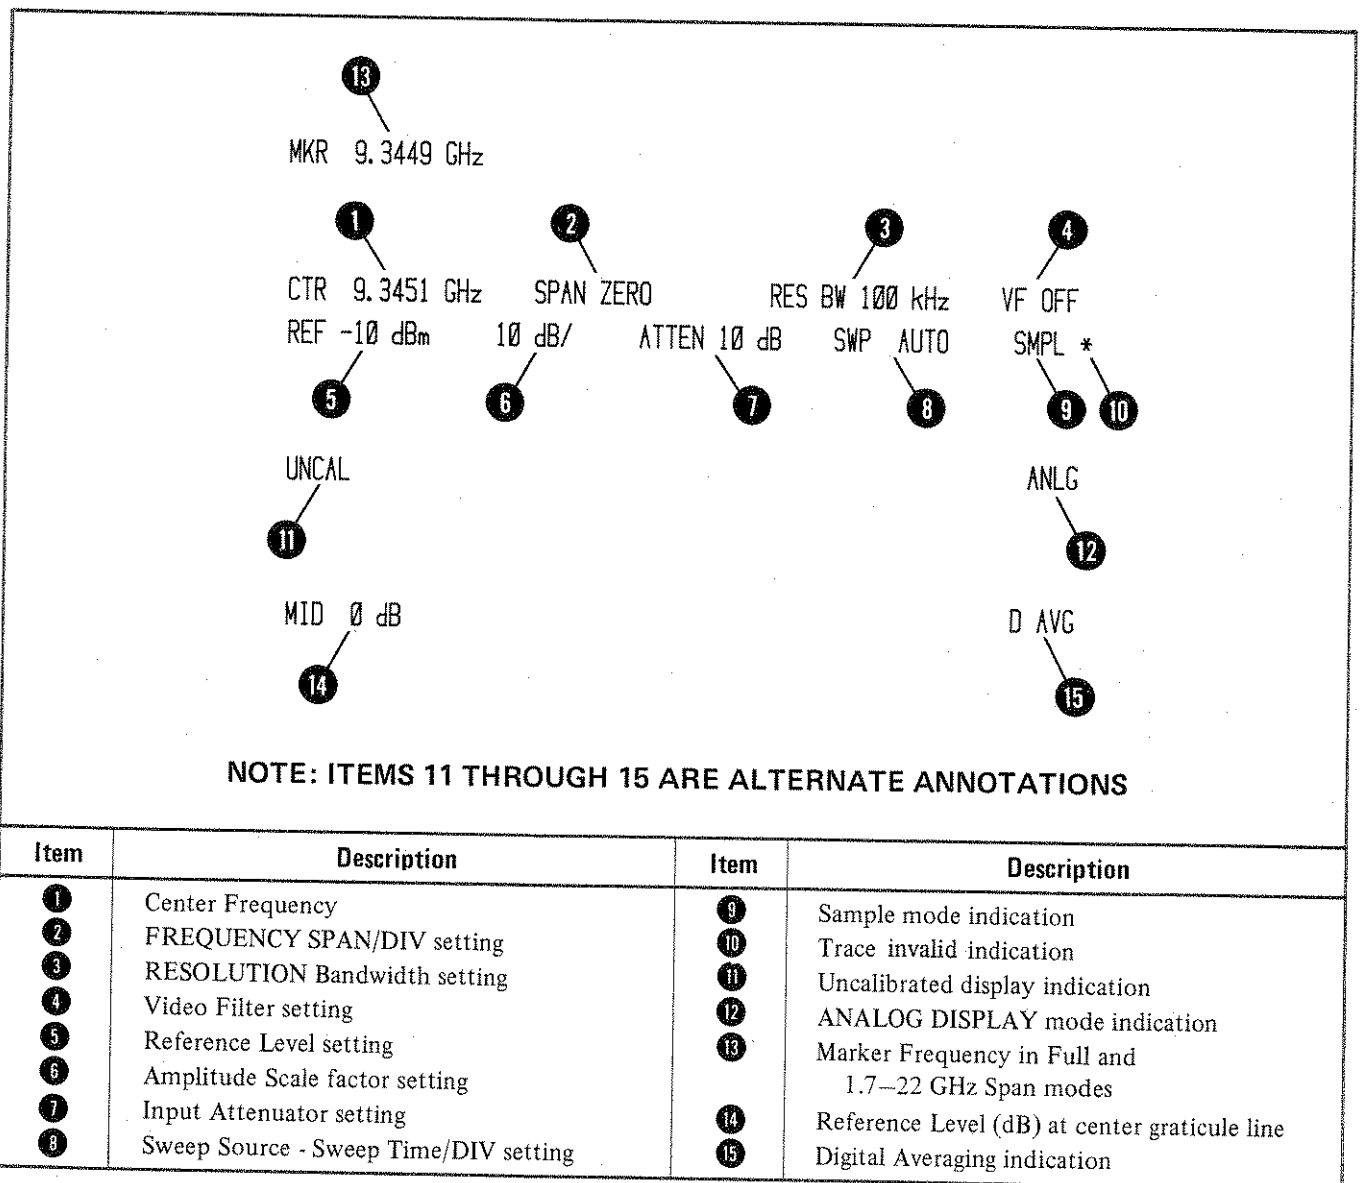 13
MKR 9.3449 GHz
1 2 3 4
CTR 9.3451 GHz SPAN ZERO RES BW 100 kHz VF OFF
REF -10 dBm 10 dB/ ATTEN 10 dB SWP AUTO SMPL *
5 6 7 8 9 10
UNCAL ANLG
11 12
MID 0 dB D AVG
14 15
NOTE: ITEMS 11 THROUGH 15 ARE ALTERNATE ANNOTATIONS
Item Description Item Description
1 Center Frequency
2 FREQUENCY SPAN/DIV setting
3 RESOLUTION Bandwidth setting
4 Video Filter setting
5 Reference Level setting
6 Amplitude Scale factor setting
7 Input Attenuator setting
8 Sweep Source - Sweep Time/DIV setting
9 Sample mode indication
10 Trace invalid indication
11 Uncalibrated display indication
12 ANALOG DISPLAY mode indication
13 Marker Frequency in Full and
1.7–22 GHz Span modes
14 Reference Level (dB) at center graticule line
15 Digital Averaging indication